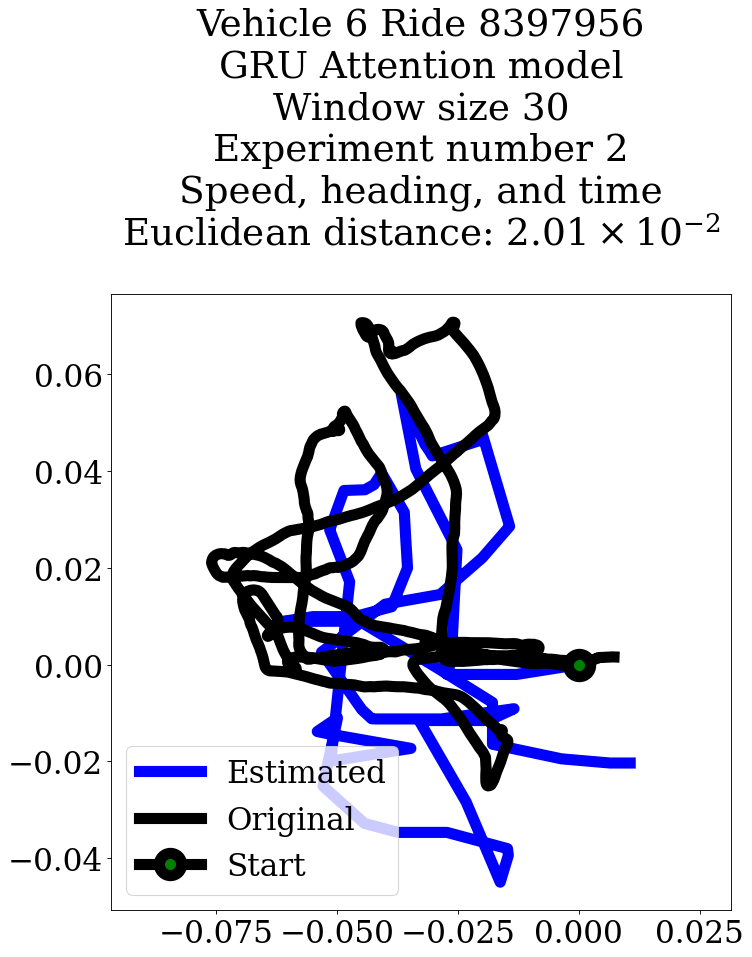 Vehicle 6 Ride 8397956
GRU Attention model
Window size 30
Experiment number 2
Speed, heading, and time
Euclidean distance: 2.01 × 10⁻²
0.06
0.04
0.02
0.00
−0.02
−0.04
Estimated
Original
Start
−0.075 −0.050 −0.025 0.000 0.025